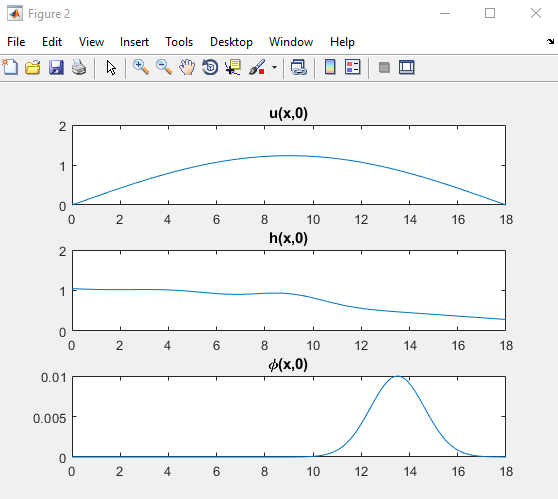 Figure 2
File Edit View Insert Tools Desktop Window Help
u(x,0)
2
1
0
0 2 4 6 8 10 12 14 16 18
h(x,0)
2
1
0
0 2 4 6 8 10 12 14 16 18
ϕ(x,0)
0.01
0.005
0
0 2 4 6 8 10 12 14 16 18